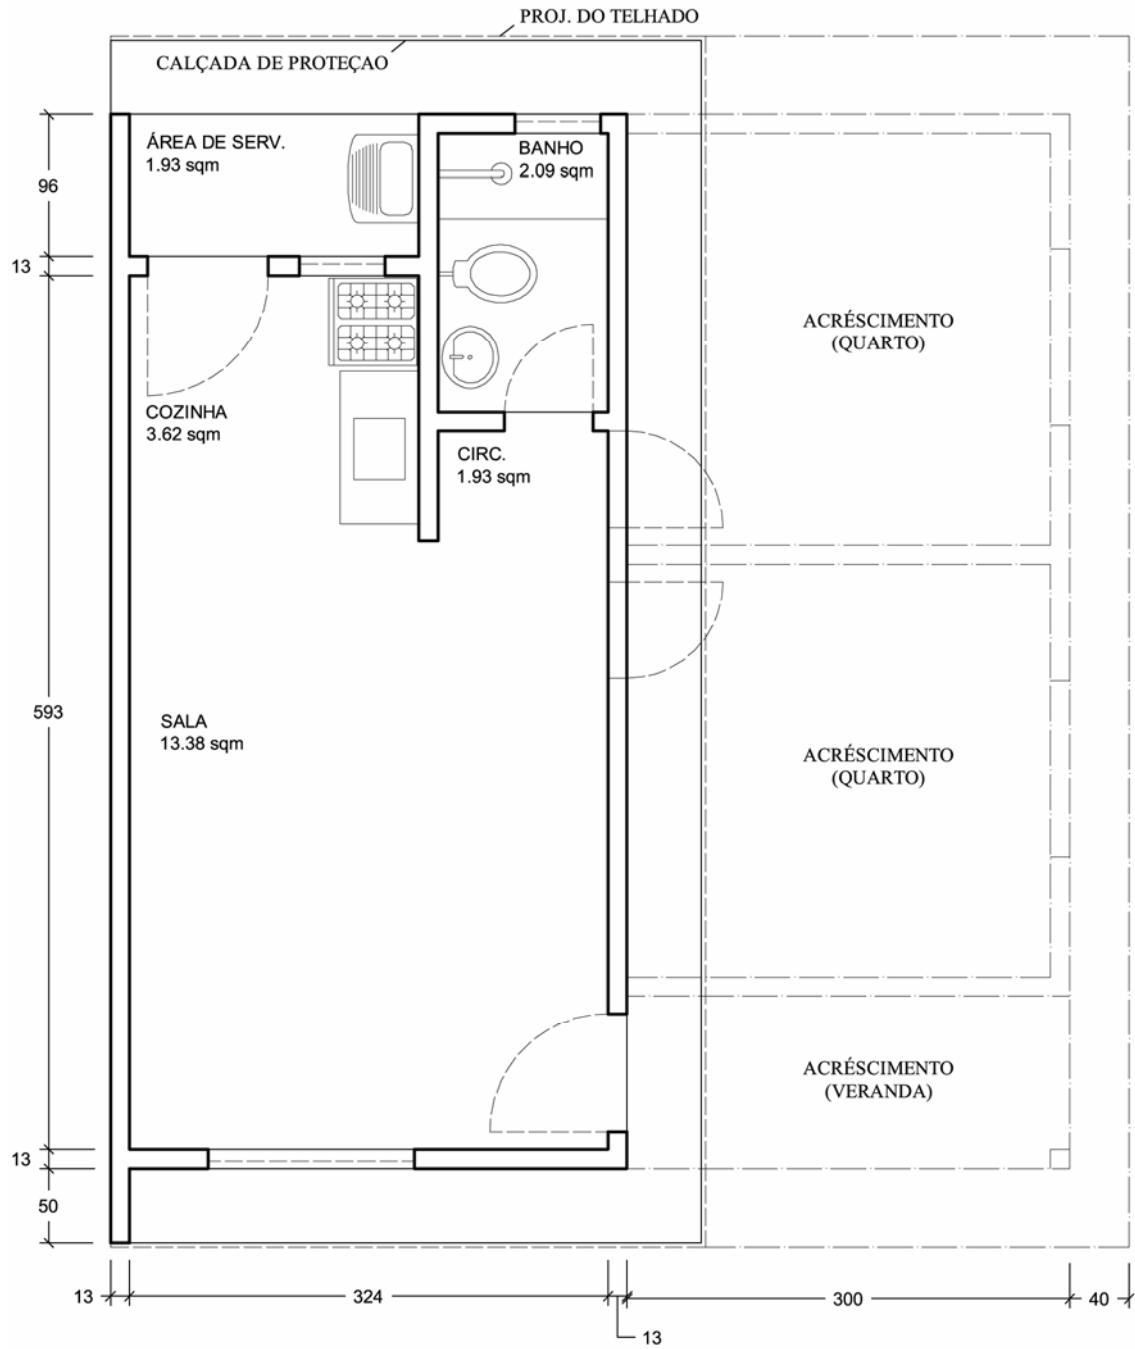 PROJ. DO TELHADO
CALÇADA DE PROTEÇAO
ÁREA DE SERV.
1.93 sqm
BANHO
2.09 sqm
96
13
ACRÉSCIMENTO
(QUARTO)
COZINHA
3.62 sqm
CIRC.
1.93 sqm
593
SALA
13.38 sqm
ACRÉSCIMENTO
(QUARTO)
ACRÉSCIMENTO
(VERANDA)
13
50
13
324
300
40
13